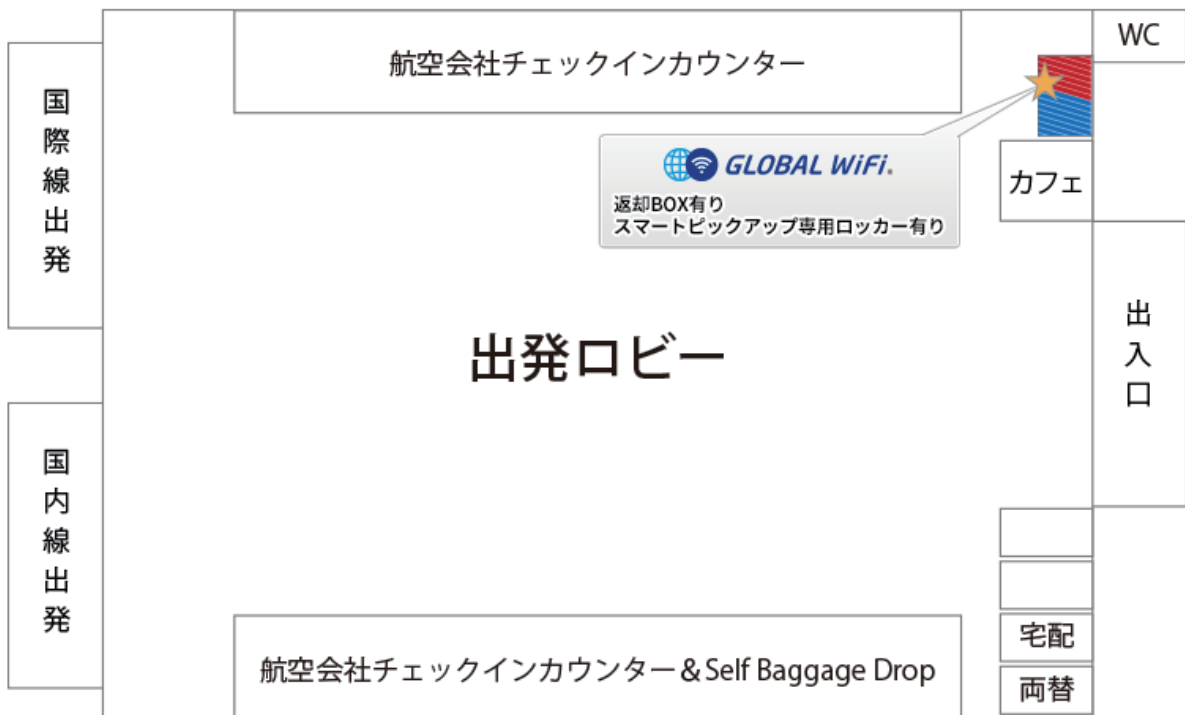 航空会社チェックインカウンター
WC
国際線出発
GLOBAL WiFi.
返却BOX有り
スマートピックアップ専用ロッカー有り
カフェ
出発ロビー
出入口
国内線出発
宅配
航空会社チェックインカウンター＆Self Baggage Drop
両替